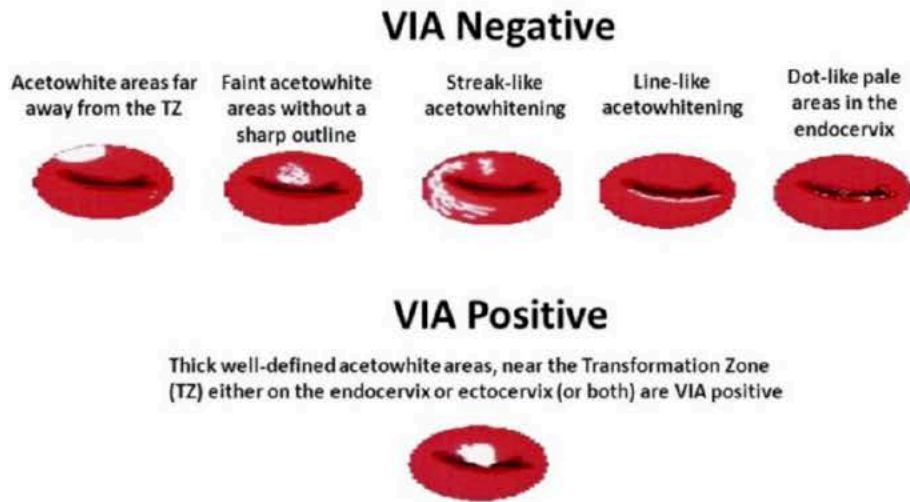 VIA Negative
Acetowhite areas far
away from the TZ
Faint acetowhite
areas without a
sharp outline
Streak-like
acetowhitening
Line-like
acetowhitening
Dot-like pale
areas in the
endocervix
VIA Positive
Thick well-defined acetowhite areas, near the Transformation Zone
(TZ) either on the endocervix or ectocervix (or both) are VIA positive